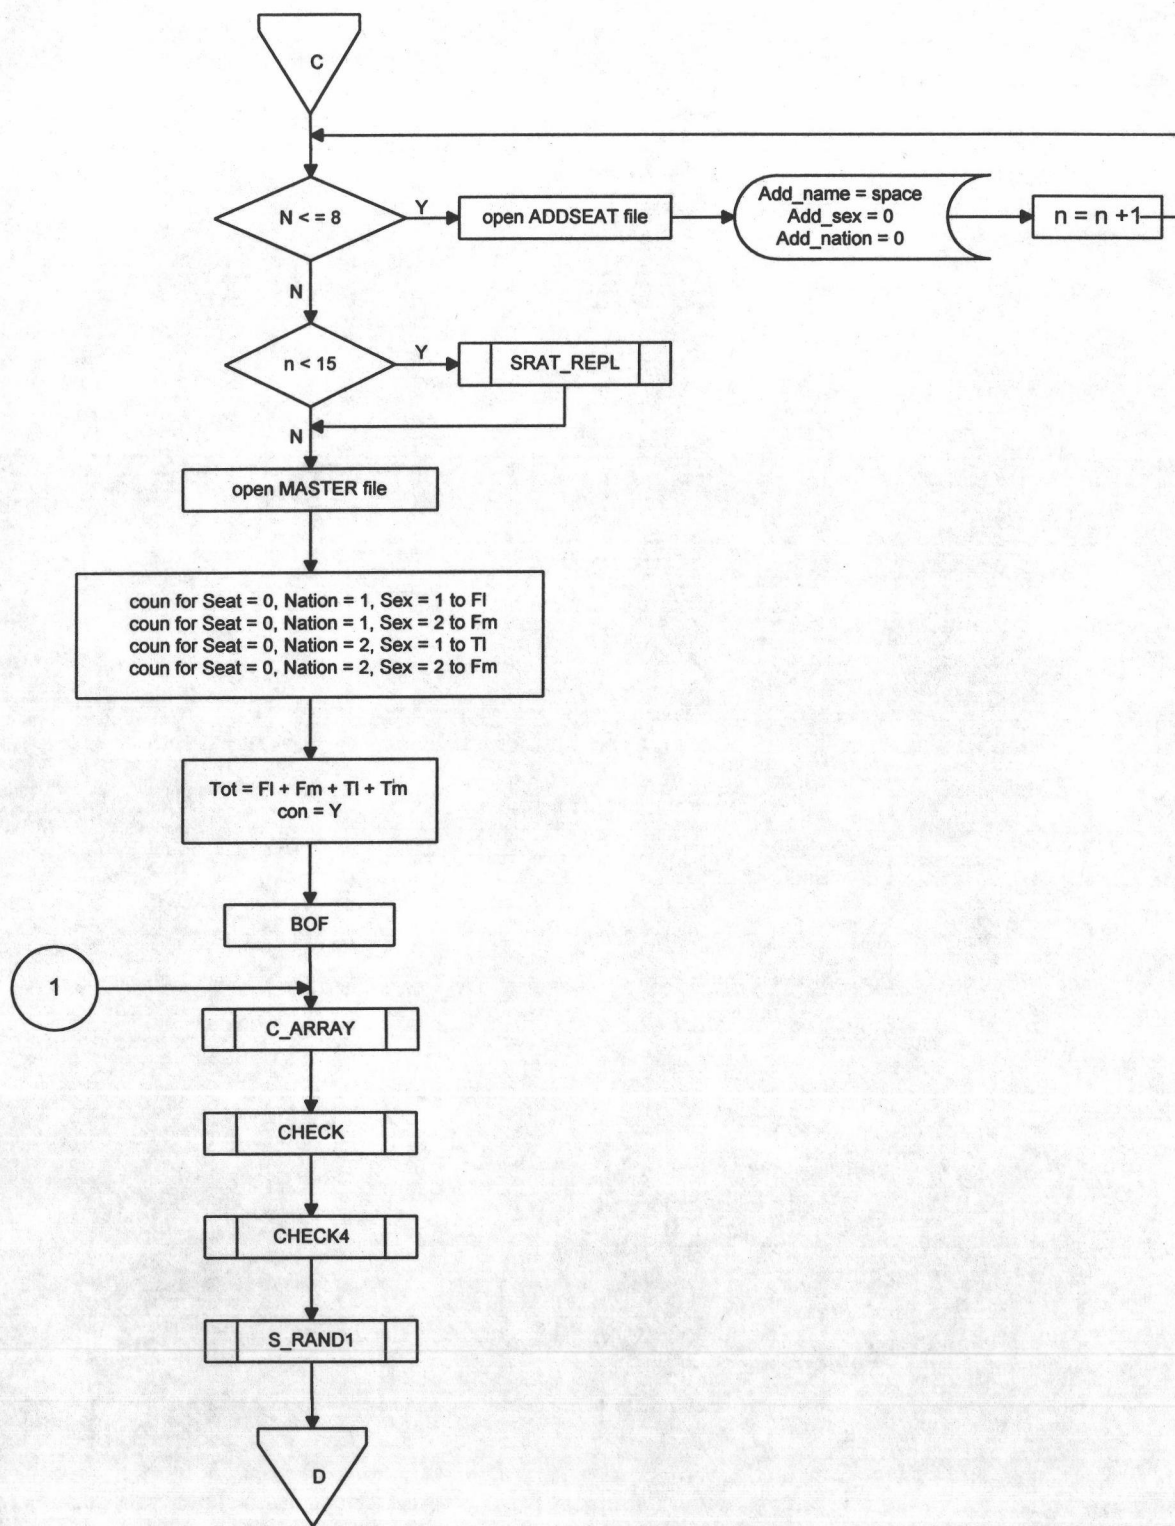 C
N < = 8
Y
open ADDSEAT file
Add_name = space
Add_sex = 0
Add_nation = 0
n = n +1
N
n < 15
Y
SRAT_REPL
N
open MASTER file
coun for Seat = 0, Nation = 1, Sex = 1 to Fl
coun for Seat = 0, Nation = 1, Sex = 2 to Fm
coun for Seat = 0, Nation = 2, Sex = 1 to Tl
coun for Seat = 0, Nation = 2, Sex = 2 to Fm
Tot = Fl + Fm + Tl + Tm
con = Y
BOF
1
C_ARRAY
CHECK
CHECK4
S_RAND1
D